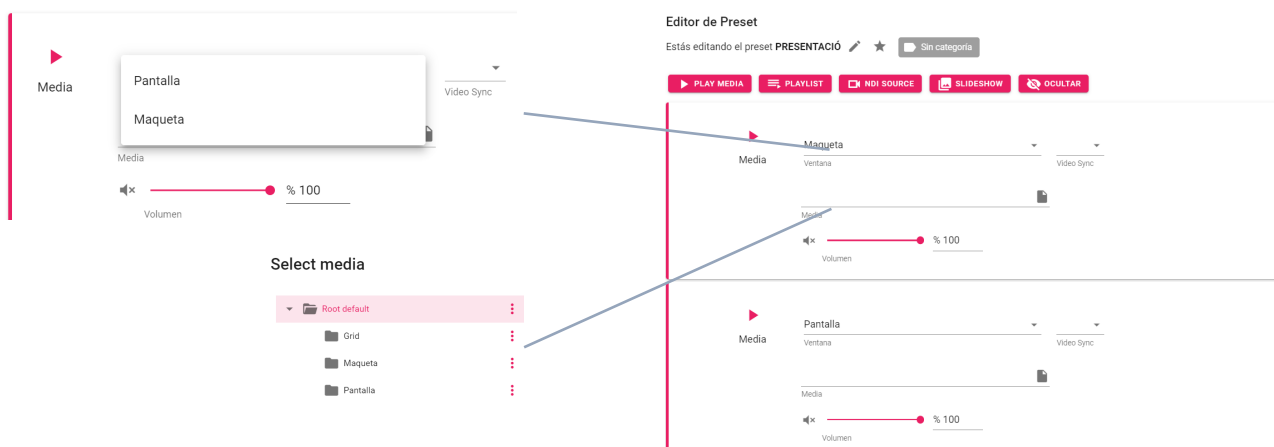 Media
Pantalla
Maqueta
Video Sync
Media
% 100
Volumen
Select media
Root default
Grid
Maqueta
Pantalla
Editor de Preset
Estás editando el preset PRESENTACIÓ Sin categoría
PLAY MEDIA PLAYLIST NDI SOURCE SLIDESHOW OCULTAR
Media
Maqueta
Ventana
Video Sync
Media
% 100
Volumen
Media
Pantalla
Ventana
Video Sync
Media
% 100
Volumen